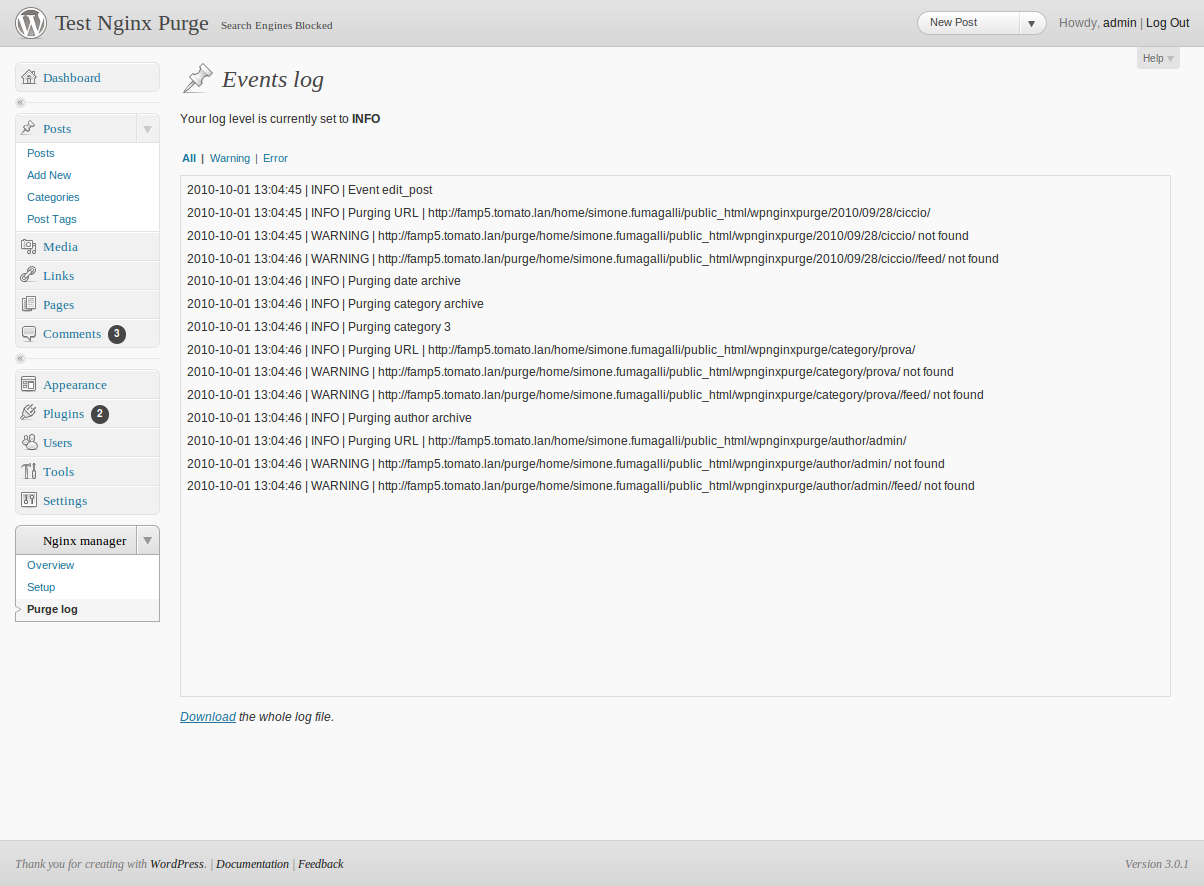 Test Nginx Purge Search Engines Blocked New Post Howdy, admin | Log Out
Help
Dashboard
Posts
Posts
Add New
Categories
Post Tags
Media
Links
Pages
Comments 3
Appearance
Plugins 2
Users
Tools
Settings
Nginx manager
Overview
Setup
Purge log
Events log
Your log level is currently set to INFO
All | Warning | Error
2010-10-01 13:04:45 | INFO | Event edit_post
2010-10-01 13:04:45 | INFO | Purging URL | http://famp5.tomato.lan/home/simone.fumagalli/public_html/wpnginxpurge/2010/09/28/ciccio/
2010-10-01 13:04:45 | WARNING | http://famp5.tomato.lan/purge/home/simone.fumagalli/public_html/wpnginxpurge/2010/09/28/ciccio/ not found
2010-10-01 13:04:46 | WARNING | http://famp5.tomato.lan/purge/home/simone.fumagalli/public_html/wpnginxpurge/2010/09/28/ciccio//feed/ not found
2010-10-01 13:04:46 | INFO | Purging date archive
2010-10-01 13:04:46 | INFO | Purging category archive
2010-10-01 13:04:46 | INFO | Purging category 3
2010-10-01 13:04:46 | INFO | Purging URL | http://famp5.tomato.lan/home/simone.fumagalli/public_html/wpnginxpurge/category/prova/
2010-10-01 13:04:46 | WARNING | http://famp5.tomato.lan/purge/home/simone.fumagalli/public_html/wpnginxpurge/category/prova/ not found
2010-10-01 13:04:46 | WARNING | http://famp5.tomato.lan/purge/home/simone.fumagalli/public_html/wpnginxpurge/category/prova//feed/ not found
2010-10-01 13:04:46 | INFO | Purging author archive
2010-10-01 13:04:46 | INFO | Purging URL | http://famp5.tomato.lan/home/simone.fumagalli/public_html/wpnginxpurge/author/admin/
2010-10-01 13:04:46 | WARNING | http://famp5.tomato.lan/purge/home/simone.fumagalli/public_html/wpnginxpurge/author/admin/ not found
2010-10-01 13:04:46 | WARNING | http://famp5.tomato.lan/purge/home/simone.fumagalli/public_html/wpnginxpurge/author/admin//feed/ not found
Download the whole log file.
Thank you for creating with WordPress. | Documentation | Feedback Version 3.0.1